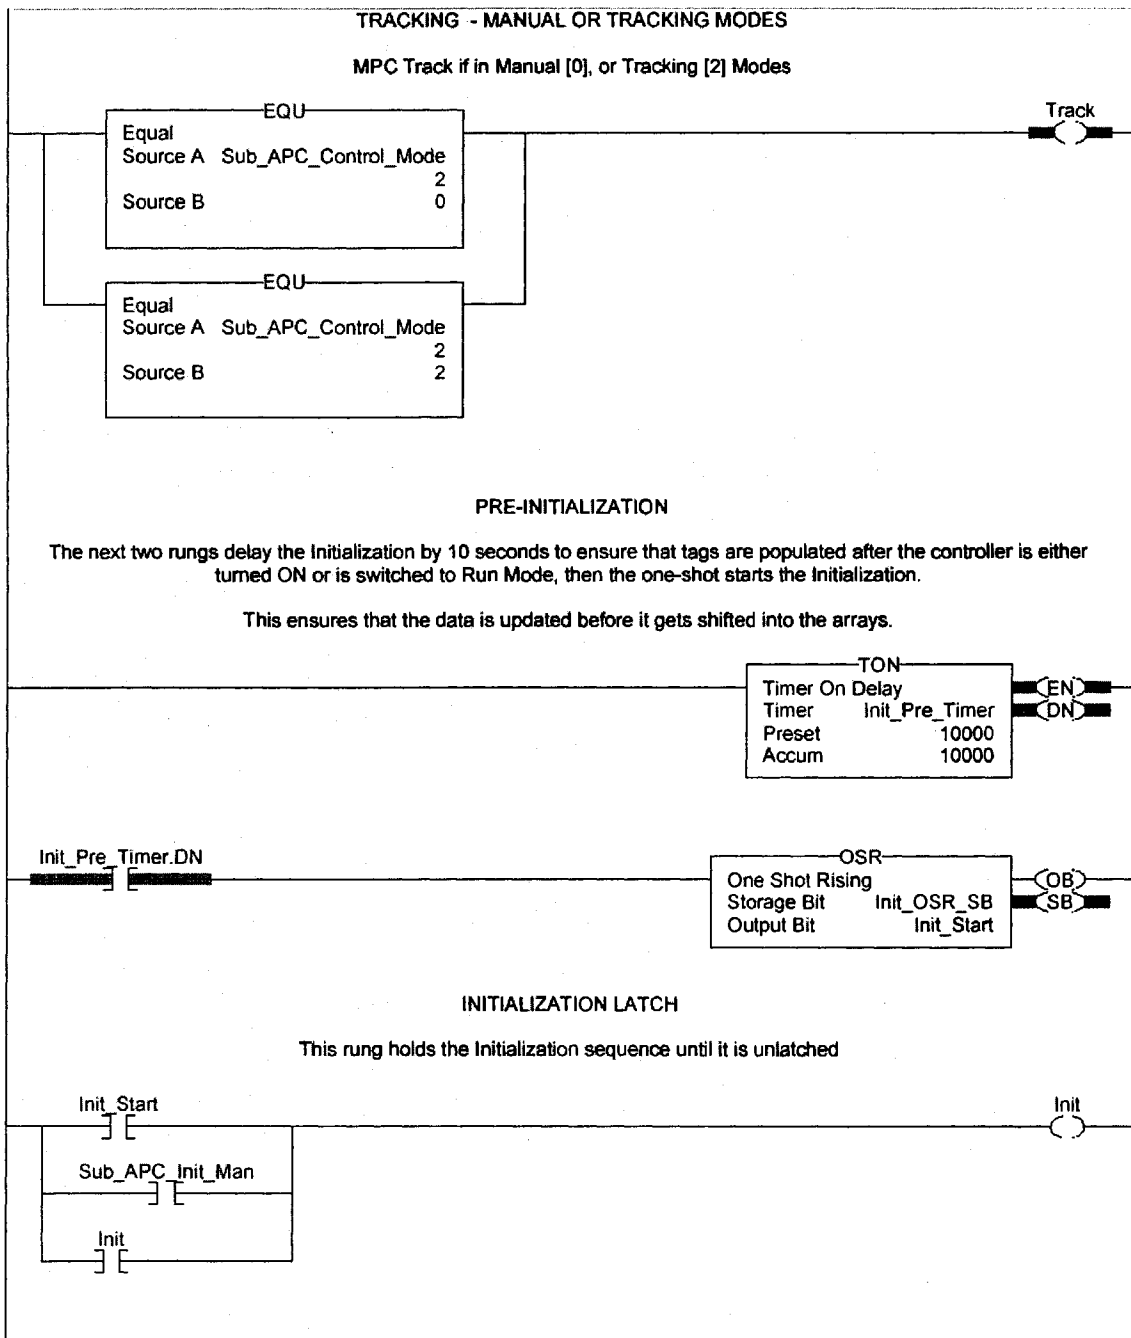 TRACKING - MANUAL OR TRACKING MODES
MPC Track if in Manual [0], or Tracking [2] Modes
EQU
Equal
Source A Sub_APC_Control_Mode
2
Source B 0
Track
EQU
Equal
Source A Sub_APC_Control_Mode
2
Source B 2
PRE-INITIALIZATION
The next two rungs delay the Initialization by 10 seconds to ensure that tags are populated after the controller is either
turned ON or is switched to Run Mode, then the one-shot starts the Initialization.
This ensures that the data is updated before it gets shifted into the arrays.
TON
Timer On Delay
Timer Init_Pre_Timer
Preset 10000
Accum 10000
EN
DN
Init_Pre_Timer.DN
OSR
One Shot Rising
Storage Bit Init_OSR_SB
Output Bit Init_Start
OB
SB
INITIALIZATION LATCH
This rung holds the Initialization sequence until it is unlatched
Init_Start
Init
Sub_APC_Init_Man
Init